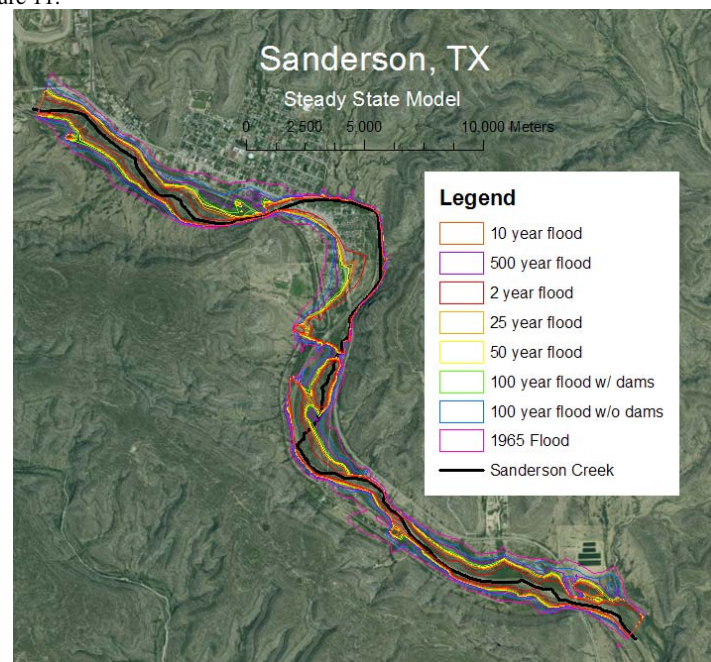 Sanderson, TX
Steady State Model
0 2,500 5,000 10,000 Meters
Legend
10 year flood
500 year flood
2 year flood
25 year flood
50 year flood
100 year flood w/ dams
100 year flood w/o dams
1965 Flood
Sanderson Creek